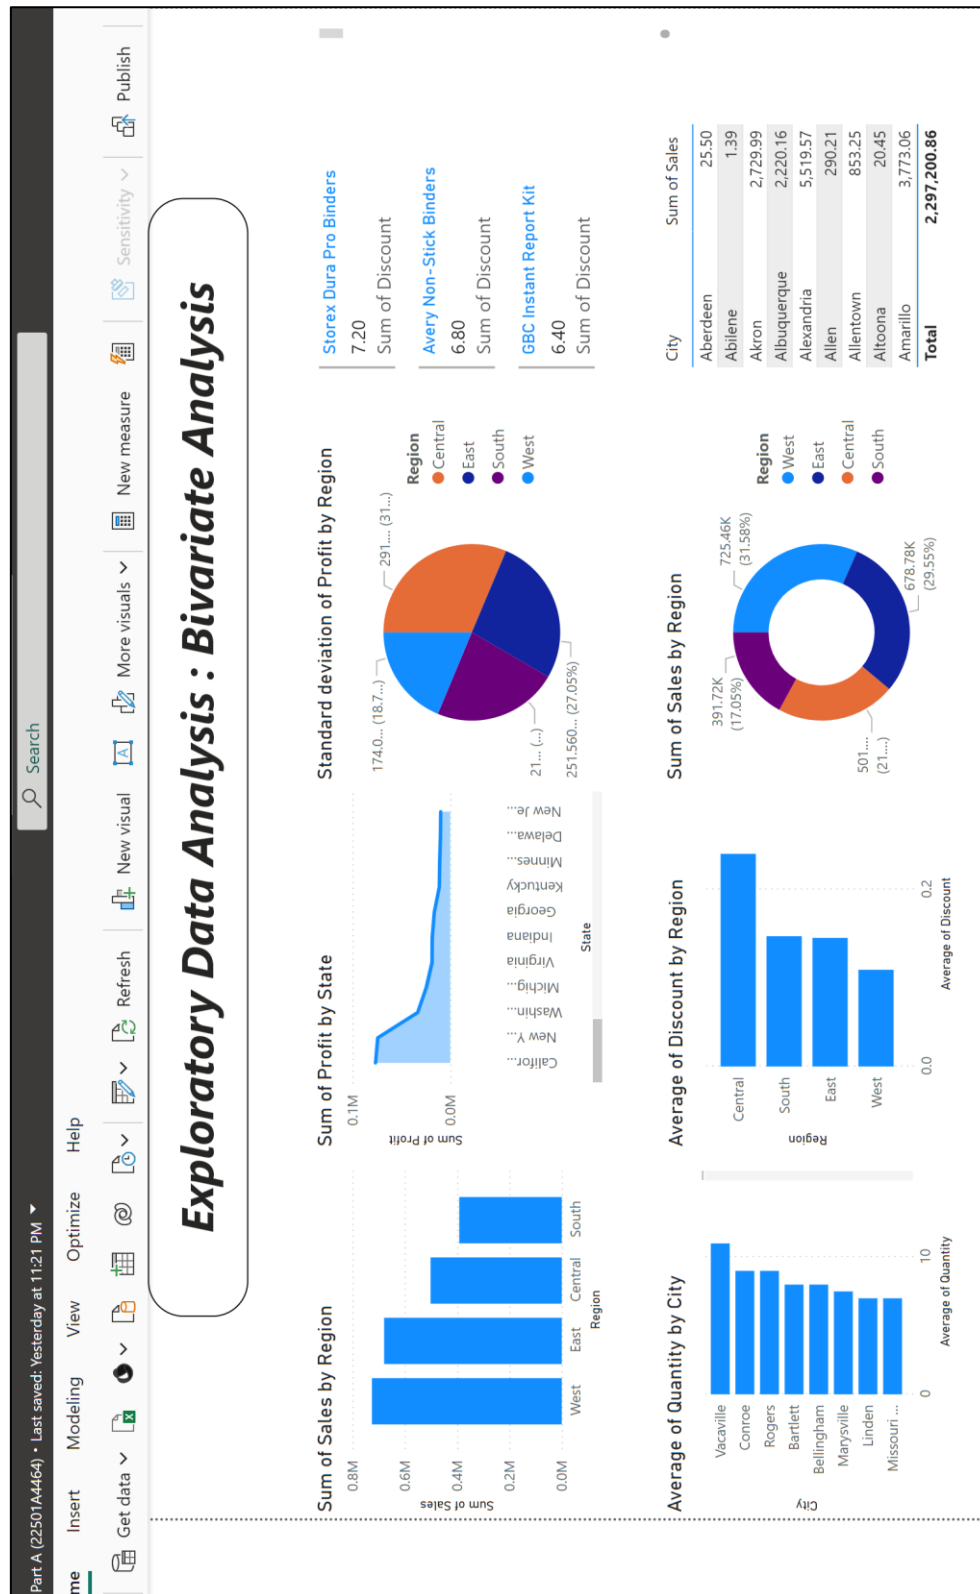 Part A (22501A4464) • Last saved: Yesterday at 11:21 PM
Search
me Insert Modeling View Optimize Help
Get data Refresh New visual More visuals New measure Sensitivity Publish
Exploratory Data Analysis : Bivariate Analysis
Sum of Sales by Region
Sum of Sales
0.8M
0.6M
0.4M
0.2M
0.0M
West East Central South
Region
Sum of Profit by State
Sum of Profit
0.1M
0.0M
Califor...
New Y...
Washin...
Michig...
Virginia
Indiana
Georgia
Kentucky
Minnes...
Delawa...
New Je...
State
Standard deviation of Profit by Region
174.0... (18.7...)
291.... (31...)
21... (...)
251.560... (27.05%)
Region
Central
East
South
West
Storex Dura Pro Binders
7.20
Sum of Discount
Avery Non-Stick Binders
6.80
Sum of Discount
GBC Instant Report Kit
6.40
Sum of Discount
Average of Quantity by City
City
Vacaville
Conroe
Rogers
Bartlett
Bellingham
Marysville
Linden
Missouri ...
0 10
Average of Quantity
Average of Discount by Region
Region
Central
South
East
West
0.0 0.2
Average of Discount
Sum of Sales by Region
391.72K
(17.05%)
725.46K
(31.58%)
501....
(21....)
678.78K
(29.55%)
Region
West
East
Central
South
City Sum of Sales
Aberdeen 25.50
Abilene 1.39
Akron 2,729.99
Albuquerque 2,220.16
Alexandria 5,519.57
Allen 290.21
Allentown 853.25
Altoona 20.45
Amarillo 3,773.06
Total 2,297,200.86